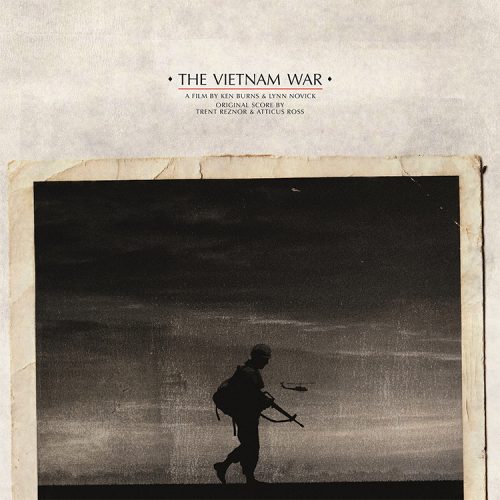 ♦ THE VIETNAM WAR ♦
A FILM BY KEN BURNS & LYNN NOVICK
ORIGINAL SCORE BY
TRENT REZNOR & ATTICUS ROSS